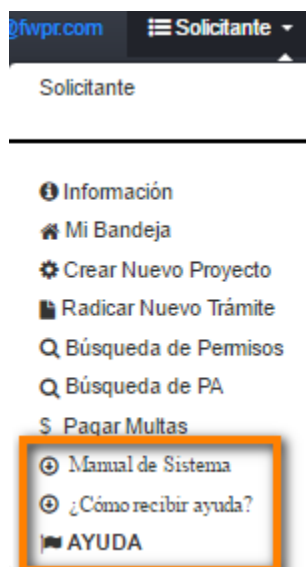 @fwpr.com Solicitante
Solicitante
Información
Mi Bandeja
Crear Nuevo Proyecto
Radicar Nuevo Trámite
Búsqueda de Permisos
Búsqueda de PA
$ Pagar Multas
Manual de Sistema
¿Cómo recibir ayuda?
AYUDA